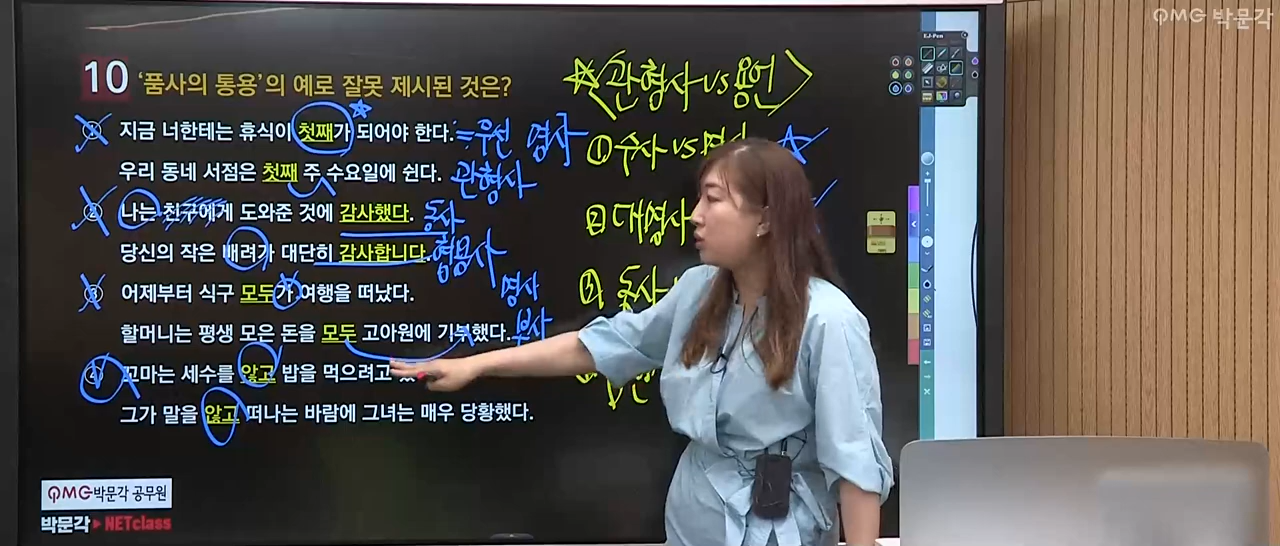 PMG 박문각
EJ-Pen
10 '품사의 통용'의 예로 잘못 제시된 것은?
① 지금 너한테는 휴식이 첫째가 되어야 한다. = 우선 명사
우리 동네 서점은 첫째 주 수요일에 쉰다. 관형사
② 나는 친구에게 도와준 것에 감사했다. 동사
당신의 작은 배려가 대단히 감사합니다. 형용사
③ 어제부터 식구 모두가 여행을 떠났다. 명사
할머니는 평생 모은 돈을 모두 고아원에 기부했다. 부사
④ 꼬마는 세수를 않고 밥을 먹으려고
그가 말을 않고 떠나는 바람에 그녀는 매우 당황했다.
<관형사 vs 용언>
① 수사 vs
② 대명사
③ 동사
PMG 박문각 공무원
박문각 ▶ NETclass